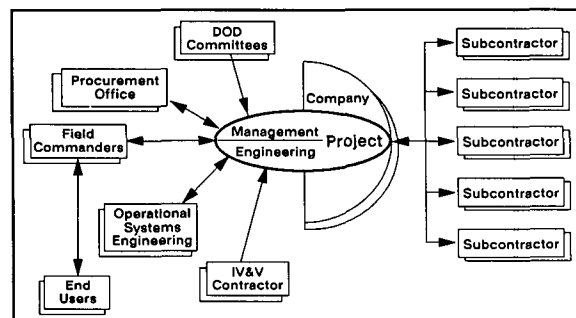 DOD
Committees
Procurement
Office
Company
Field
Commanders
Management
Engineering
Project
Operational
Systems
Engineering
IV&V
Contractor
End
Users
Subcontractor
Subcontractor
Subcontractor
Subcontractor
Subcontractor